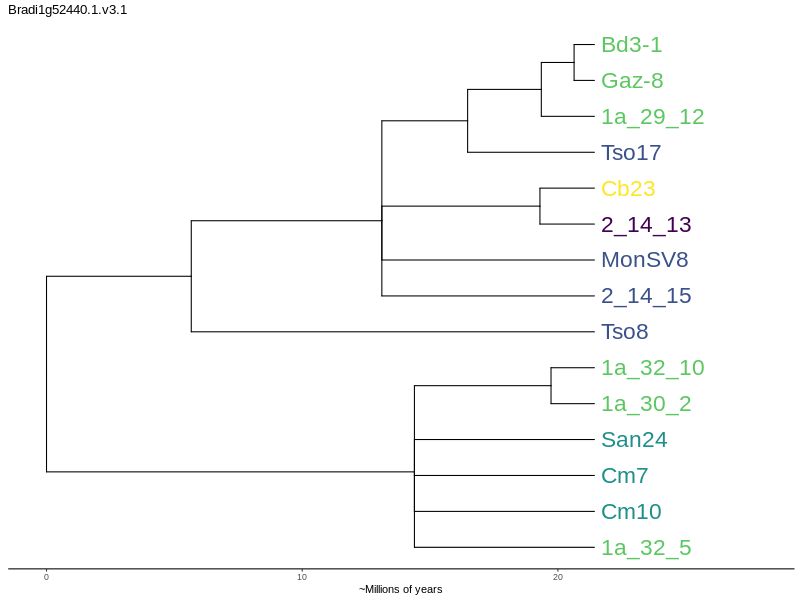 Bradi1g52440.1.v3.1
Bd3-1
Gaz-8
1a_29_12
Tso17
Cb23
2_14_13
MonSV8
2_14_15
Tso8
1a_32_10
1a_30_2
San24
Cm7
Cm10
1a_32_5
0 10 20
~Millions of years